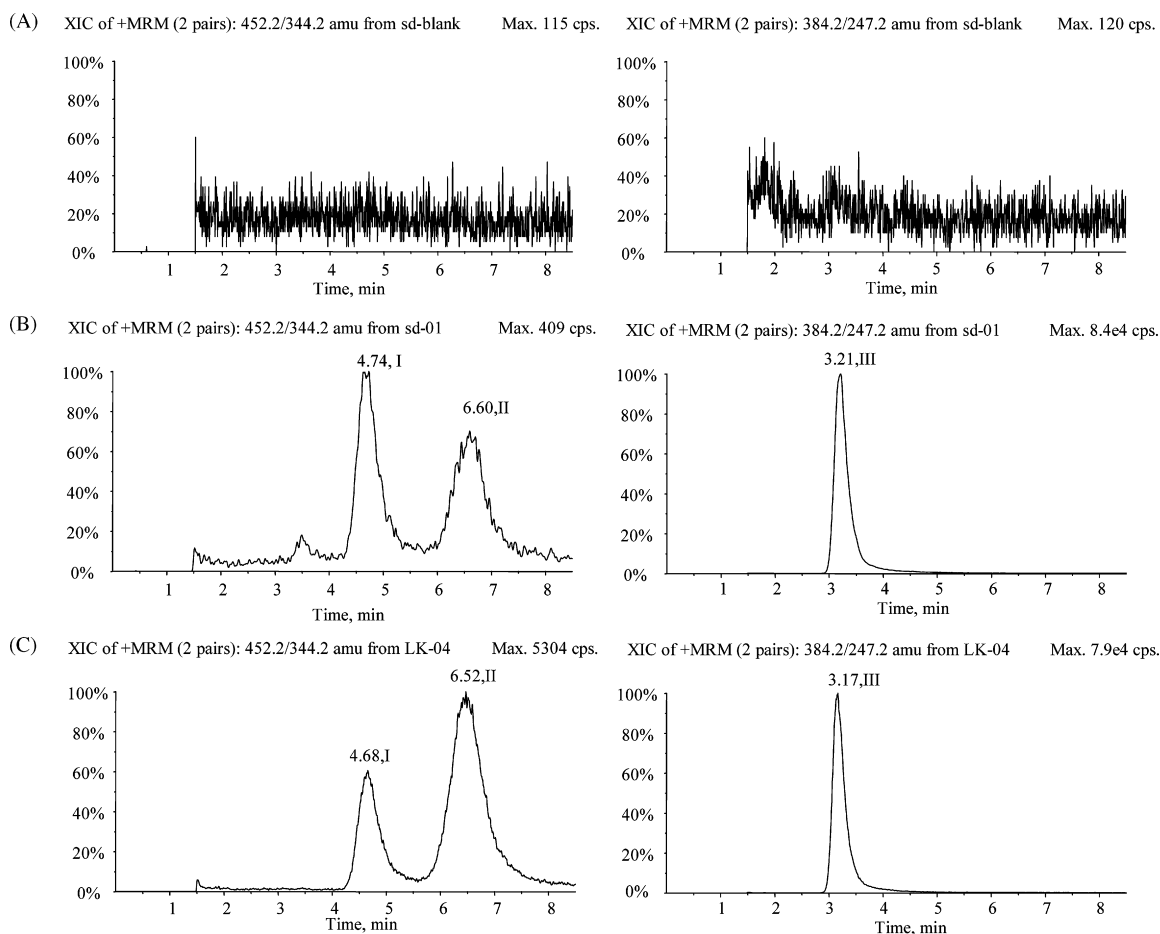 (A)
XIC of +MRM (2 pairs): 452.2/344.2 amu from sd-blank Max. 115 cps.
100%
80%
60%
40%
20%
0%
1 2 3 4 5 6 7 8
Time, min
XIC of +MRM (2 pairs): 384.2/247.2 amu from sd-blank Max. 120 cps.
100%
80%
60%
40%
20%
0%
1 2 3 4 5 6 7 8
Time, min
(B)
XIC of +MRM (2 pairs): 452.2/344.2 amu from sd-01 Max. 409 cps.
4.74, I
6.60,II
100%
80%
60%
40%
20%
0%
1 2 3 4 5 6 7 8
Time, min
XIC of +MRM (2 pairs): 384.2/247.2 amu from sd-01 Max. 8.4e4 cps.
3.21,III
100%
80%
60%
40%
20%
0%
1 2 3 4 5 6 7 8
Time, min
(C)
XIC of +MRM (2 pairs): 452.2/344.2 amu from LK-04 Max. 5304 cps.
6.52,II
4.68,I
100%
80%
60%
40%
20%
0%
1 2 3 4 5 6 7 8
Time, min
XIC of +MRM (2 pairs): 384.2/247.2 amu from LK-04 Max. 7.9e4 cps.
3.17,III
100%
80%
60%
40%
20%
0%
1 2 3 4 5 6 7 8
Time, min